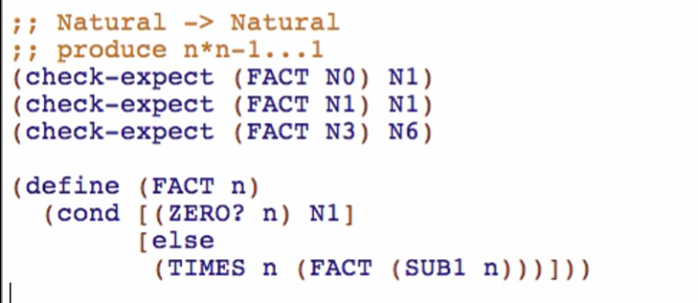 ;; Natural -> Natural
;; produce n*n-1...1
(check-expect (FACT N0) N1)
(check-expect (FACT N1) N1)
(check-expect (FACT N3) N6)
(define (FACT n)
(cond [(ZERO? n) N1]
[else
(TIMES n (FACT (SUB1 n)))]))